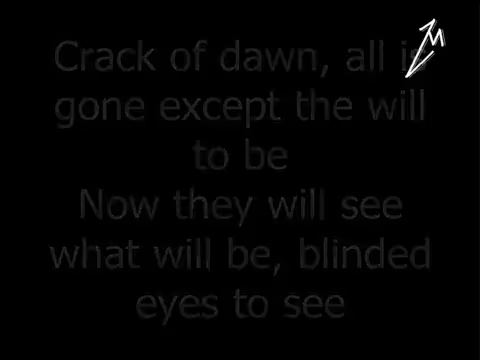 Crack of dawn, all is
gone except the will
to be
Now they will see
what will be, blinded
eyes to see
M